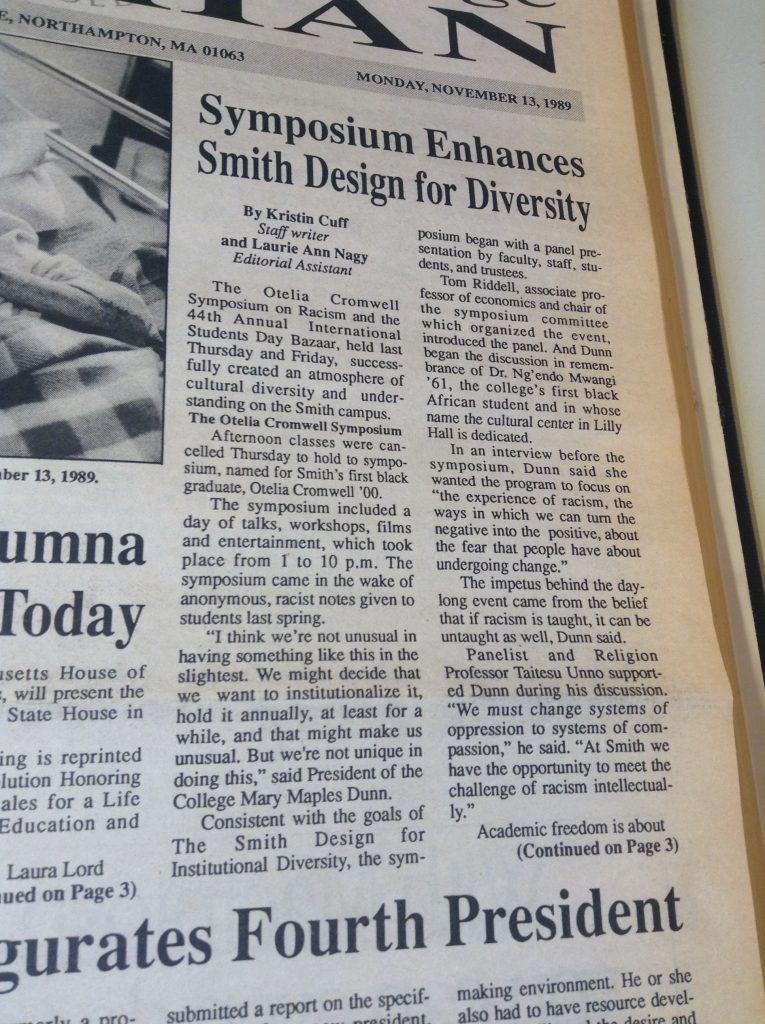 IAN
E, NORTHAMPTON, MA 01063
MONDAY, NOVEMBER 13, 1989
Symposium Enhances
Smith Design for Diversity
By Kristin Cuff
Staff writer
and Laurie Ann Nagy
Editorial Assistant
The Otelia Cromwell
Symposium on Racism and the
44th Annual International
Students Day Bazaar, held last
Thursday and Friday, success-
fully created an atmosphere of
cultural diversity and under-
standing on the Smith campus.
The Otelia Cromwell Symposium
Afternoon classes were can-
celled Thursday to hold to sympo-
sium, named for Smith's first black
graduate, Otelia Cromwell '00.
The symposium included a
day of talks, workshops, films
and entertainment, which took
place from 1 to 10 p.m. The
symposium came in the wake of
anonymous, racist notes given to
students last spring.
“I think we're not unusual in
having something like this in the
slightest. We might decide that
we want to institutionalize it,
hold it annually, at least for a
while, and that might make us
unusual. But we're not unique in
doing this,” said President of the
College Mary Maples Dunn.
Consistent with the goals of
The Smith Design for
Institutional Diversity, the sym-
posium began with a panel pre-
sentation by faculty, staff, stu-
dents, and trustees.
Tom Riddell, associate pro-
fessor of economics and chair of
the symposium committee
which organized the event,
introduced the panel. And Dunn
began the discussion in remem-
brance of Dr. Ng'endo Mwangi
'61, the college's first black
African student and in whose
name the cultural center in Lilly
Hall is dedicated.
In an interview before the
symposium, Dunn said she
wanted the program to focus on
“the experience of racism, the
ways in which we can turn the
negative into the positive, about
the fear that people have about
undergoing change.”
The impetus behind the day-
long event came from the belief
that if racism is taught, it can be
untaught as well, Dunn said.
Panelist and Religion
Professor Taitesu Unno support-
ed Dunn during his discussion.
“We must change systems of
oppression to systems of com-
passion,” he said. “At Smith we
have the opportunity to meet the
challenge of racism intellectual-
ly.”
Academic freedom is about
(Continued on Page 3)
ber 13, 1989.
umna
Today
usetts House of
, will present the
State House in
ing is reprinted
lution Honoring
ales for a Life
Education and
Laura Lord
ued on Page 3)
gurates Fourth President
a pro-
submitted a report on the specif-
president,
making environment. He or she
also had to have resource devel-
desire and